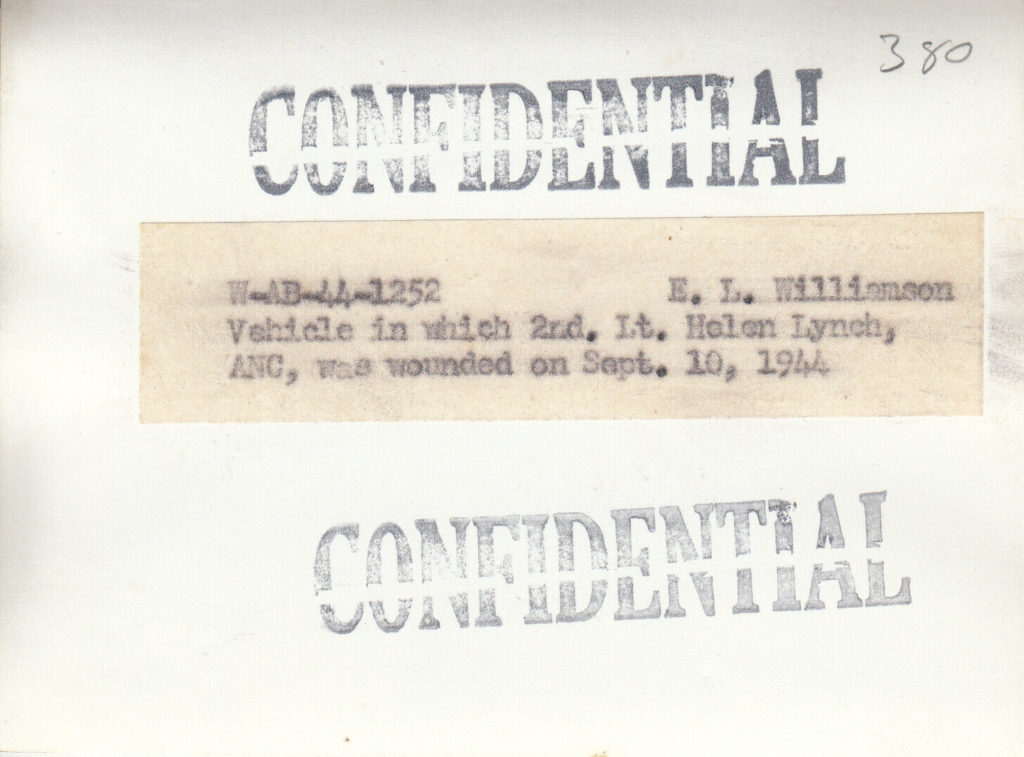 380
CONFIDENTIAL
W-AB-44-1252 E. L. Williamson
Vehicle in which 2nd. Lt. Helen Lynch,
ANC, was wounded on Sept. 10, 1944
CONFIDENTIAL